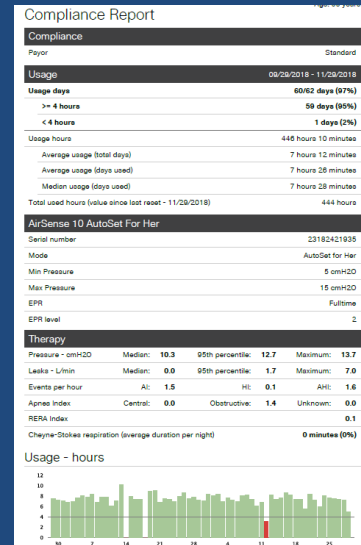 Compliance Report
Compliance
Payor Standard
Usage 09/29/2018 - 11/29/2018
Usage days 60/62 days (97%)
>= 4 hours 59 days (95%)
< 4 hours 1 days (2%)
Usage hours 446 hours 10 minutes
Average usage (total days) 7 hours 12 minutes
Average usage (days used) 7 hours 26 minutes
Median usage (days used) 7 hours 28 minutes
Total used hours (value since last reset - 11/29/2018) 444 hours
AirSense 10 AutoSet For Her
Serial number 23182421935
Mode AutoSet for Her
Min Pressure 5 cmH2O
Max Pressure 15 cmH2O
EPR Fulltime
EPR level 2
Therapy
Pressure - cmH2O Median: 10.3 95th percentile: 12.7 Maximum: 13.7
Leaks - L/min Median: 0.0 95th percentile: 1.7 Maximum: 7.0
Events per hour AI: 1.5 HI: 0.1 AHI: 1.6
Apnea Index Central: 0.0 Obstructive: 1.4 Unknown: 0.0
RERA Index 0.1
Cheyne-Stokes respiration (average duration per night) 0 minutes (0%)
Usage - hours
12
10
8
6
4
2
0
30 7 14 21 28 4 11 18 25